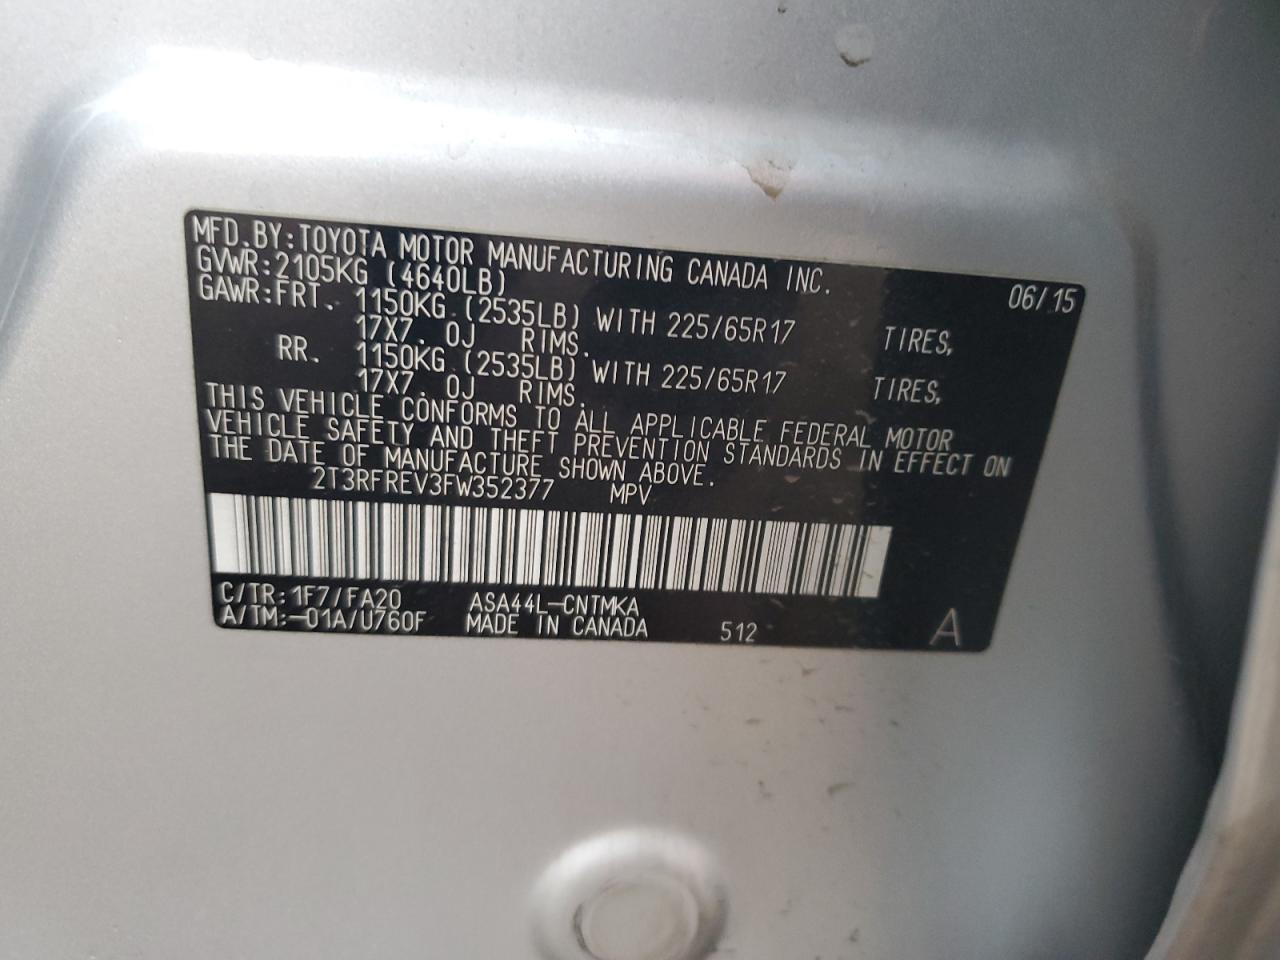 MFD.BY:TOYOTA MOTOR MANUFACTURING CANADA INC.
GVWR:2105KG (4640LB) 06/15
GAWR:FRT. 1150KG (2535LB) WITH 225/65R17 TIRES,
17X7.0J RIMS.
RR. 1150KG (2535LB) WITH 225/65R17 TIRES,
17X7.0J RIMS.
THIS VEHICLE CONFORMS TO ALL APPLICABLE FEDERAL MOTOR
VEHICLE SAFETY AND THEFT PREVENTION STANDARDS IN EFFECT ON
THE DATE OF MANUFACTURE SHOWN ABOVE.
2T3RFREV3FW352377 MPV
C/TR:1F7/FA20 ASA44L-CNTMKA
A/TM:-01A/U760F MADE IN CANADA 512 A